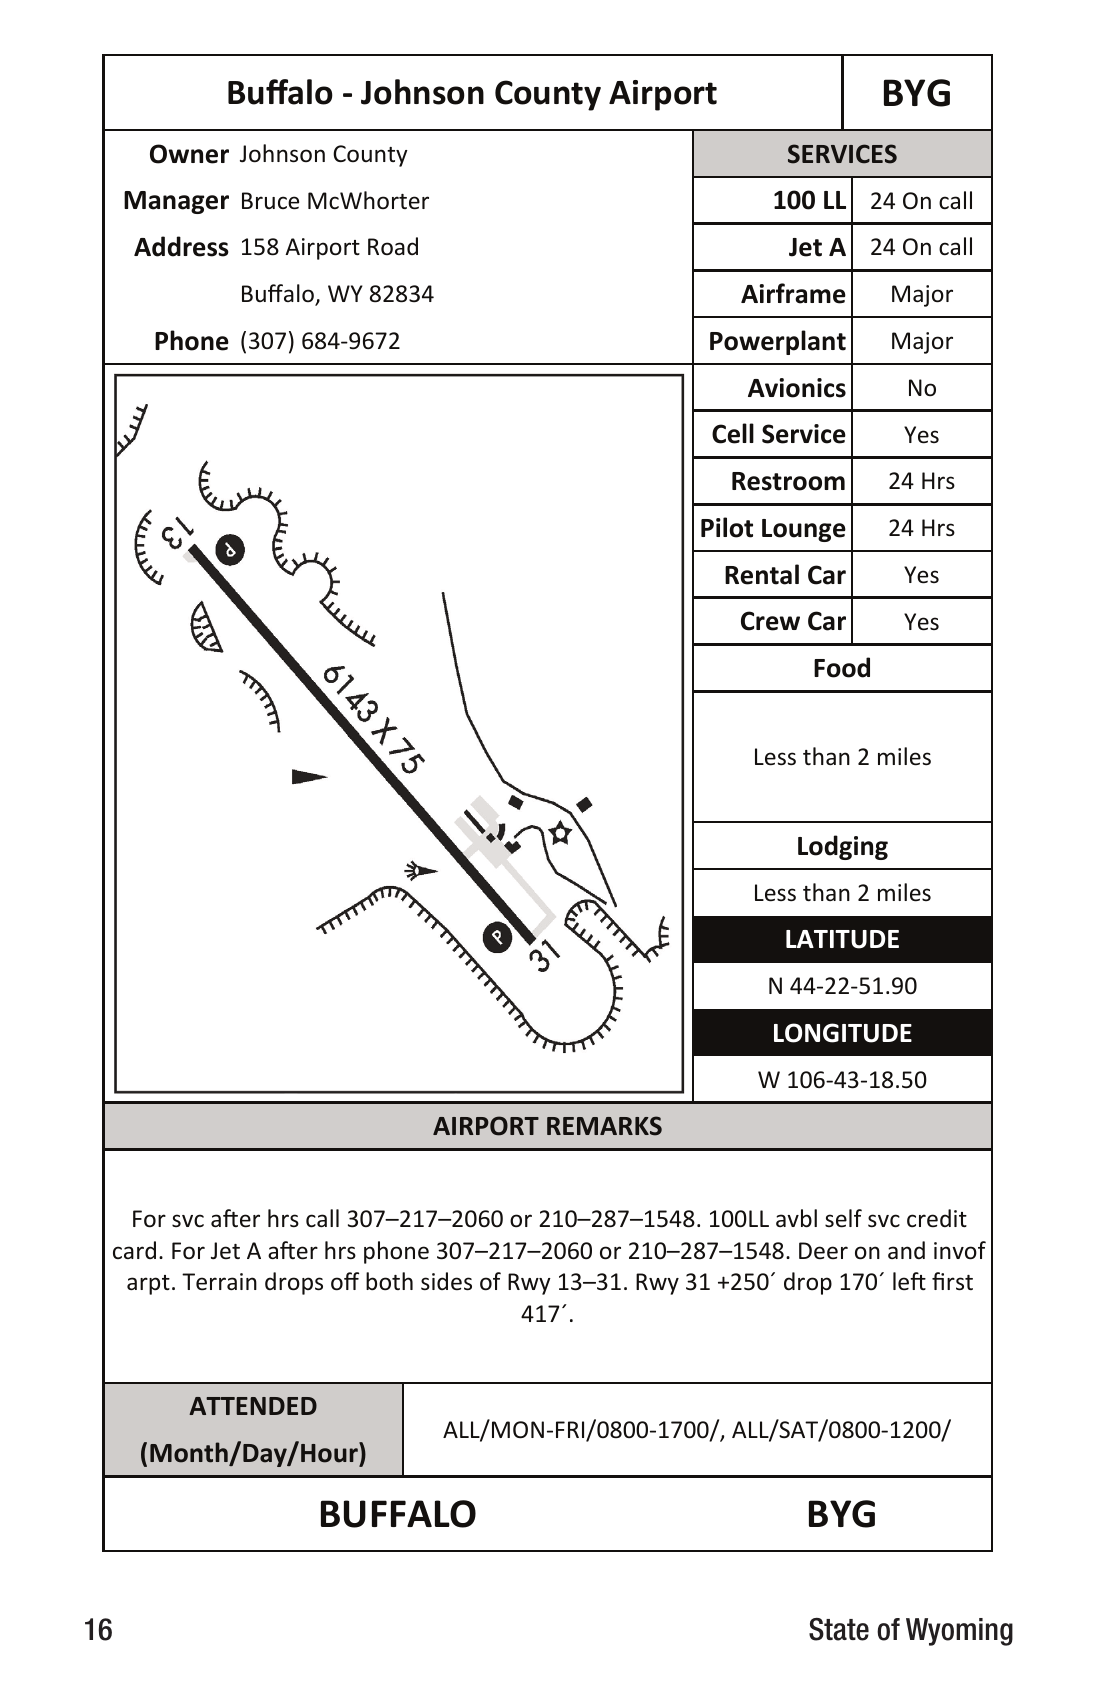 Buffalo - Johnson County Airport
BYG
Owner Johnson County
Manager Bruce McWhorter
Address 158 Airport Road
Buffalo, WY 82834
Phone (307) 684-9672
SERVICES
100 LL 24 On call
Jet A 24 On call
Airframe Major
Powerplant Major
Avionics No
Cell Service Yes
Restroom 24 Hrs
Pilot Lounge 24 Hrs
Rental Car Yes
Crew Car Yes
Food
Less than 2 miles
Lodging
Less than 2 miles
LATITUDE
N 44-22-51.90
LONGITUDE
W 106-43-18.50
13
P
6143 X 75
P
31
AIRPORT REMARKS
For svc after hrs call 307–217–2060 or 210–287–1548. 100LL avbl self svc credit
card. For Jet A after hrs phone 307–217–2060 or 210–287–1548. Deer on and invof
arpt. Terrain drops off both sides of Rwy 13–31. Rwy 31 +250´ drop 170´ left first
417´.
ATTENDED
(Month/Day/Hour)
ALL/MON-FRI/0800-1700/, ALL/SAT/0800-1200/
BUFFALO BYG
16
State of Wyoming